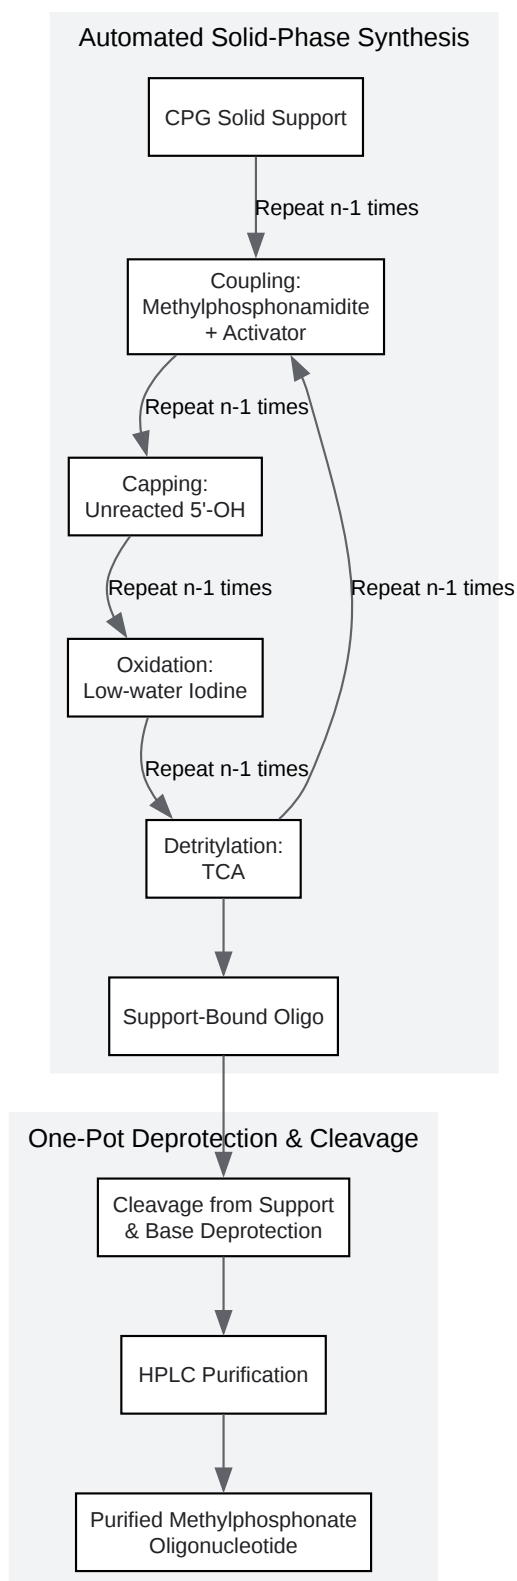 Automated Solid-Phase Synthesis
CPG Solid Support
Repeat n-1 times
Coupling:
Methylphosphonamidite
+ Activator
Repeat n-1 times
Capping:
Unreacted 5'-OH
Repeat n-1 times
Repeat n-1 times
Oxidation:
Low-water Iodine
Repeat n-1 times
Detritylation:
TCA
Support-Bound Oligo
One-Pot Deprotection & Cleavage
Cleavage from Support
& Base Deprotection
HPLC Purification
Purified Methylphosphonate
Oligonucleotide